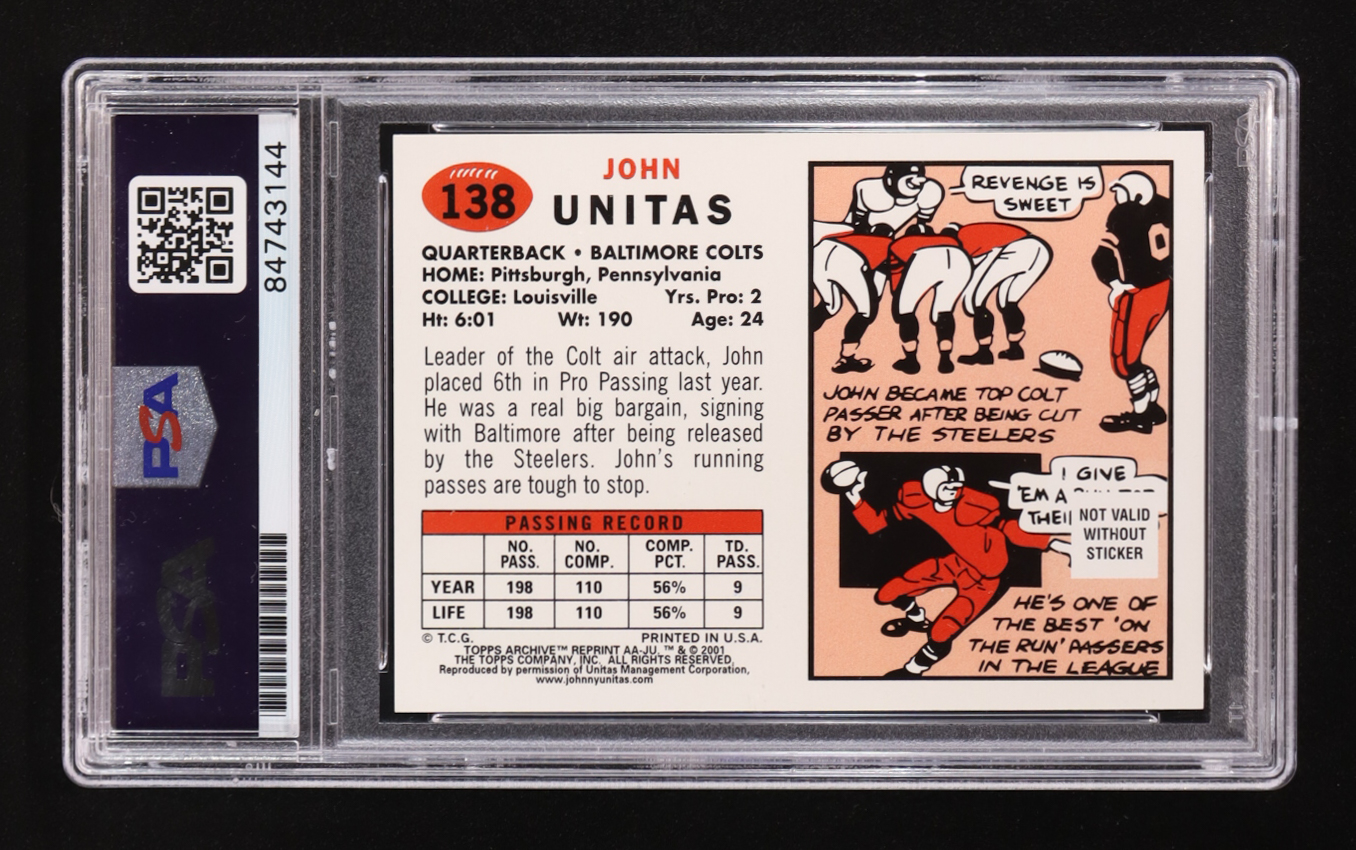 84743144
PSA
PSA
138
JOHN
UNITAS
QUARTERBACK • BALTIMORE COLTS
HOME: Pittsburgh, Pennsylvania
COLLEGE: Louisville Yrs. Pro: 2
Ht: 6:01 Wt: 190 Age: 24
Leader of the Colt air attack, John
placed 6th in Pro Passing last year.
He was a real big bargain, signing
with Baltimore after being released
by the Steelers. John's running
passes are tough to stop.
PASSING RECORD
NO. PASS. NO. COMP. COMP. PCT. TD. PASS.
YEAR 198 110 56% 9
LIFE 198 110 56% 9
© T.C.G. PRINTED IN U.S.A.
TOPPS ARCHIVE™ REPRINT AA-JU. ™ & © 2001
THE TOPPS COMPANY, INC. ALL RIGHTS RESERVED.
Reproduced by permission of Unitas Management Corporation,
www.johnnyunitas.com
REVENGE IS
SWEET
0
JOHN BECAME TOP COLT
PASSER AFTER BEING CUT
BY THE STEELERS
I GIVE
'EM A
NOT VALID
WITHOUT
STICKER
HE'S ONE OF
THE BEST 'ON
THE RUN' PASSERS
IN THE LEAGUE